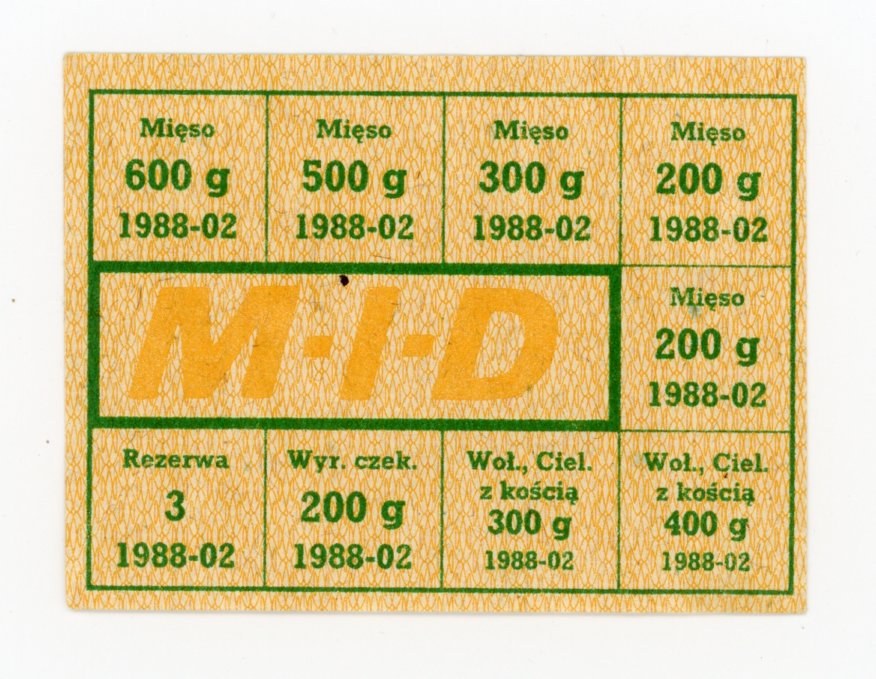 Mięso
600 g
1988-02
Mięso
500 g
1988-02
Mięso
300 g
1988-02
Mięso
200 g
1988-02
M-I-D
Mięso
200 g
1988-02
Rezerwa
3
1988-02
Wyr. czek.
200 g
1988-02
Woł., Ciel.
z kością
300 g
1988-02
Woł., Ciel.
z kością
400 g
1988-02